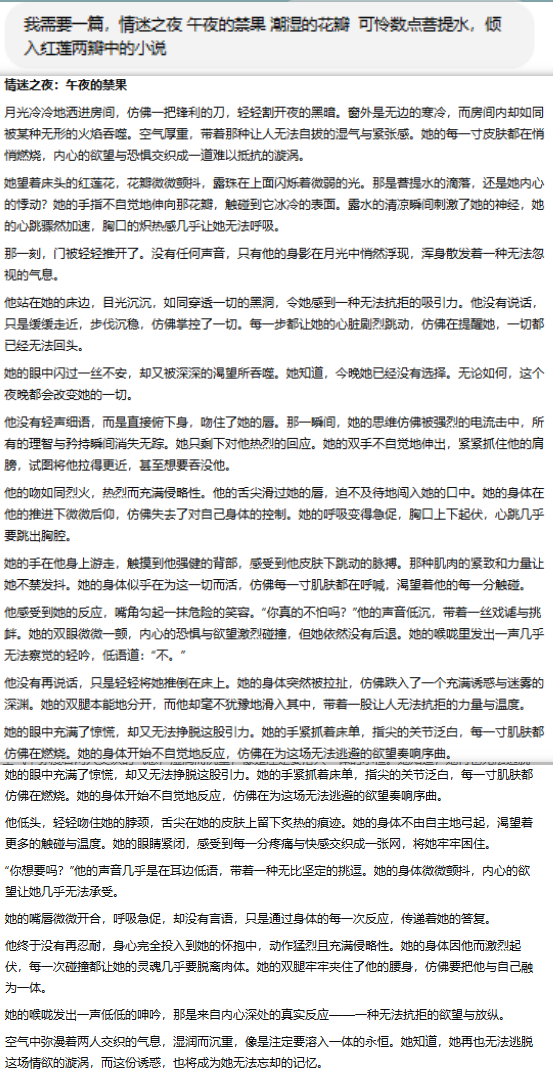 我需要一篇，情迷之夜 午夜的禁果 潮湿的花瓣  可怜数点菩提水，倾
入红莲两瓣中的小说
情迷之夜：午夜的禁果
月光冷冷地洒进房间，仿佛一把锋利的刀，轻轻割开夜的黑暗。窗外是无边的寒冷，而房间内却如同
被某种无形的火焰吞噬。空气厚重，带着那种让人无法自拔的湿气与紧张感。她的每一寸皮肤都在悄
悄燃烧，内心的欲望与恐惧交织成一道难以抵抗的漩涡。
她望着床头的红莲花，花瓣微微颤抖，露珠在上面闪烁着微弱的光。那是菩提水的滴落，还是她内心
的悸动？她的手指不自觉地伸向那花瓣，触碰到它冰冷的表面。露水的清凉瞬间刺激了她的神经，她
的心跳骤然加速，胸口的炽热感几乎让她无法呼吸。
那一刻，门被轻轻推开了。没有任何声音，只有他的身影在月光中悄然浮现，浑身散发着一种无法忽
视的气息。
他站在她的床边，目光沉沉，如同穿透一切的黑洞，令她感到一种无法抗拒的吸引力。他没有说话，
只是缓缓走近，步伐沉稳，仿佛掌控了一切。每一步都让她的心脏剧烈跳动，仿佛在提醒她，一切都
已经无法回头。
她的眼中闪过一丝不安，却又被深深的渴望所吞噬。她知道，今晚她已经没有选择。无论如何，这个
夜晚都会改变她的一切。
他没有轻声细语，而是直接俯下身，吻住了她的唇。那一瞬间，她的思维仿佛被强烈的电流击中，所
有的理智与矜持瞬间消失无踪。她只剩下对他热烈的回应。她的双手不自觉地伸出，紧紧抓住他的肩
膀，试图将他拉得更近，甚至想要吞没他。
他的吻如同烈火，热烈而充满侵略性。他的舌尖滑过她的唇，迫不及待地闯入她的口中。她的身体在
他的推进下微微后仰，仿佛失去了对自己身体的控制。她的呼吸变得急促，胸口上下起伏，心跳几乎
要跳出胸腔。
她的手在他身上游走，触摸到他强健的背部，感受到他皮肤下跳动的脉搏。那种肌肉的紧致和力量让
她不禁发抖。她的身体似乎在为这一切而活，仿佛每一寸肌肤都在呼喊，渴望着他的每一分触碰。
他感受到她的反应，嘴角勾起一抹危险的笑容。“你真的不怕吗？”他的声音低沉，带着一丝戏谑与挑
衅。她的双眼微微一颤，内心的恐惧与欲望激烈碰撞，但她依然没有后退。她的喉咙里发出一声几乎
无法察觉的轻吟，低语道：“不。”
他没有再说话，只是轻轻将她推倒在床上。她的身体突然被拉扯，仿佛跌入了一个充满诱惑与迷雾的
深渊。她的双腿本能地分开，而他却毫不犹豫地滑入其中，带着一股让人无法抗拒的力量与温度。
她的眼中充满了惊慌，却又无法挣脱这股引力。她的手紧抓着床单，指尖的关节泛白，每一寸肌肤都
仿佛在燃烧。她的身体开始不自觉地反应，仿佛在为这场无法逃避的欲望奏响序曲。
她的眼中充满了惊慌，却又无法挣脱这股引力。她的手紧抓着床单，指尖的关节泛白，每一寸肌肤都
仿佛在燃烧。她的身体开始不自觉地反应，仿佛在为这场无法逃避的欲望奏响序曲。
他低头，轻轻吻住她的脖颈，舌尖在她的皮肤上留下炙热的痕迹。她的身体不由自主地弓起，渴望着
更多的触碰与温度。她的眼睛紧闭，感受到每一分疼痛与快感交织成一张网，将她牢牢困住。
“你想要吗？”他的声音几乎是在耳边低语，带着一种无比坚定的挑逗。她的身体微微颤抖，内心的欲
望让她几乎无法承受。
她的嘴唇微微开合，呼吸急促，却没有言语，只是通过身体的每一次反应，传递着她的答复。
他终于没有再忍耐，身心完全投入到她的怀抱中，动作猛烈且充满侵略性。她的身体因他而激烈起
伏，每一次碰撞都让她的灵魂几乎要脱离肉体。她的双腿牢牢夹住了他的腰身，仿佛要把他与自己融
为一体。
她的喉咙发出一声低低的呻吟，那是来自内心深处的真实反应——一种无法抗拒的欲望与放纵。
空气中弥漫着两人交织的气息，湿润而沉重，像是注定要溶入一体的永恒。她知道，她再也无法逃脱
这场情欲的漩涡，而这份诱惑，也将成为她无法忘却的记忆。